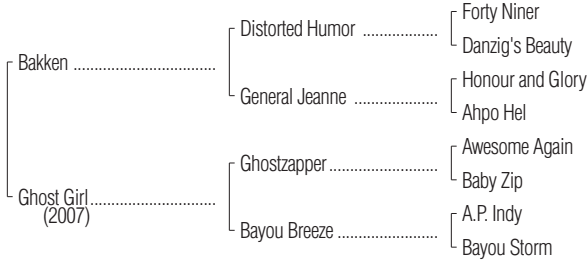 Forty Niner
Distorted Humor ..................
Danzig's Beauty
Bakken ..................................
Honour and Glory
General Jeanne ....................
Ahpo Hel
Awesome Again
Ghostzapper ..........................
Baby Zip
Ghost Girl ..............................
(2007)
A.P. Indy
Bayou Breeze ........................
Bayou Storm